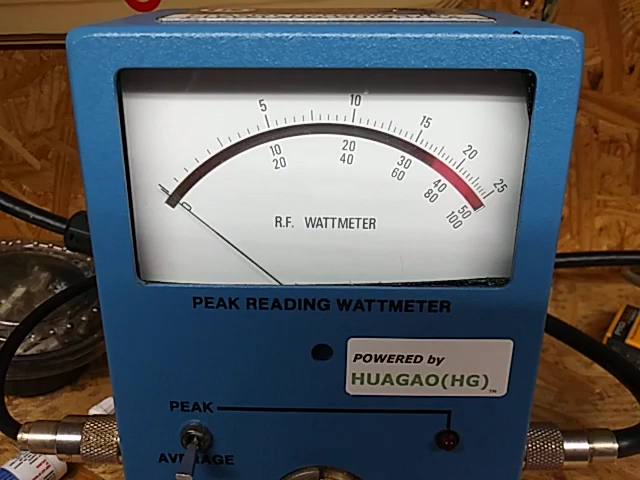 5 10 15 20 25
10 20 30 40 50
20 40 60 80 100
R.F. WATTMETER
PEAK READING WATTMETER
POWERED by
HUAGAO(HG)™
PEAK
AVERAGE